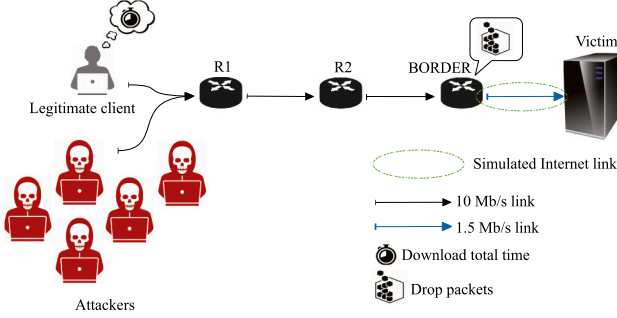 Legitimate client
R1
R2
BORDER
Victim
Attackers
Simulated Internet link
10 Mb/s link
1.5 Mb/s link
Download total time
Drop packets